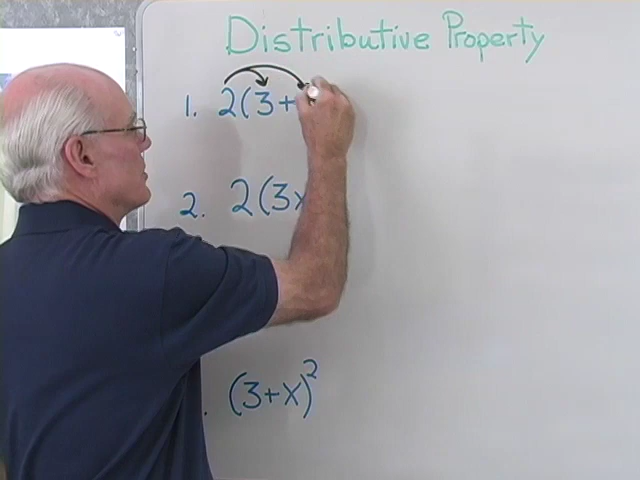 Distributive Property
1. 2(3+
2. 2(3x
. (3+x)²